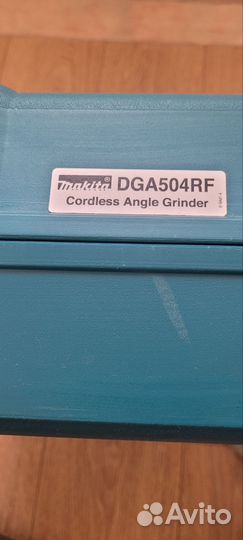 makita® DGA504RF
Cordless Angle Grinder
Avito